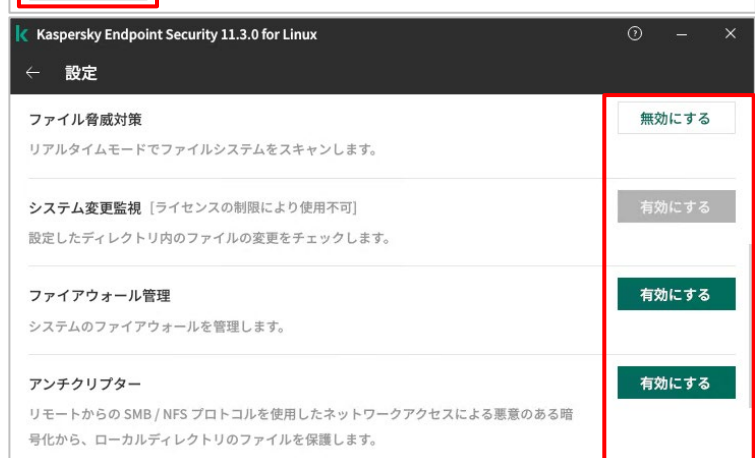 Kaspersky Endpoint Security 11.3.0 for Linux
設定
ファイル脅威対策
無効にする
リアルタイムモードでファイルシステムをスキャンします。
システム変更監視 [ライセンスの制限により使用不可]
有効にする
設定したディレクトリ内のファイルの変更をチェックします。
ファイアウォール管理
有効にする
システムのファイアウォールを管理します。
アンチクリプター
有効にする
リモートからの SMB / NFS プロトコルを使用したネットワークアクセスによる悪意のある暗
号化から、ローカルディレクトリのファイルを保護します。